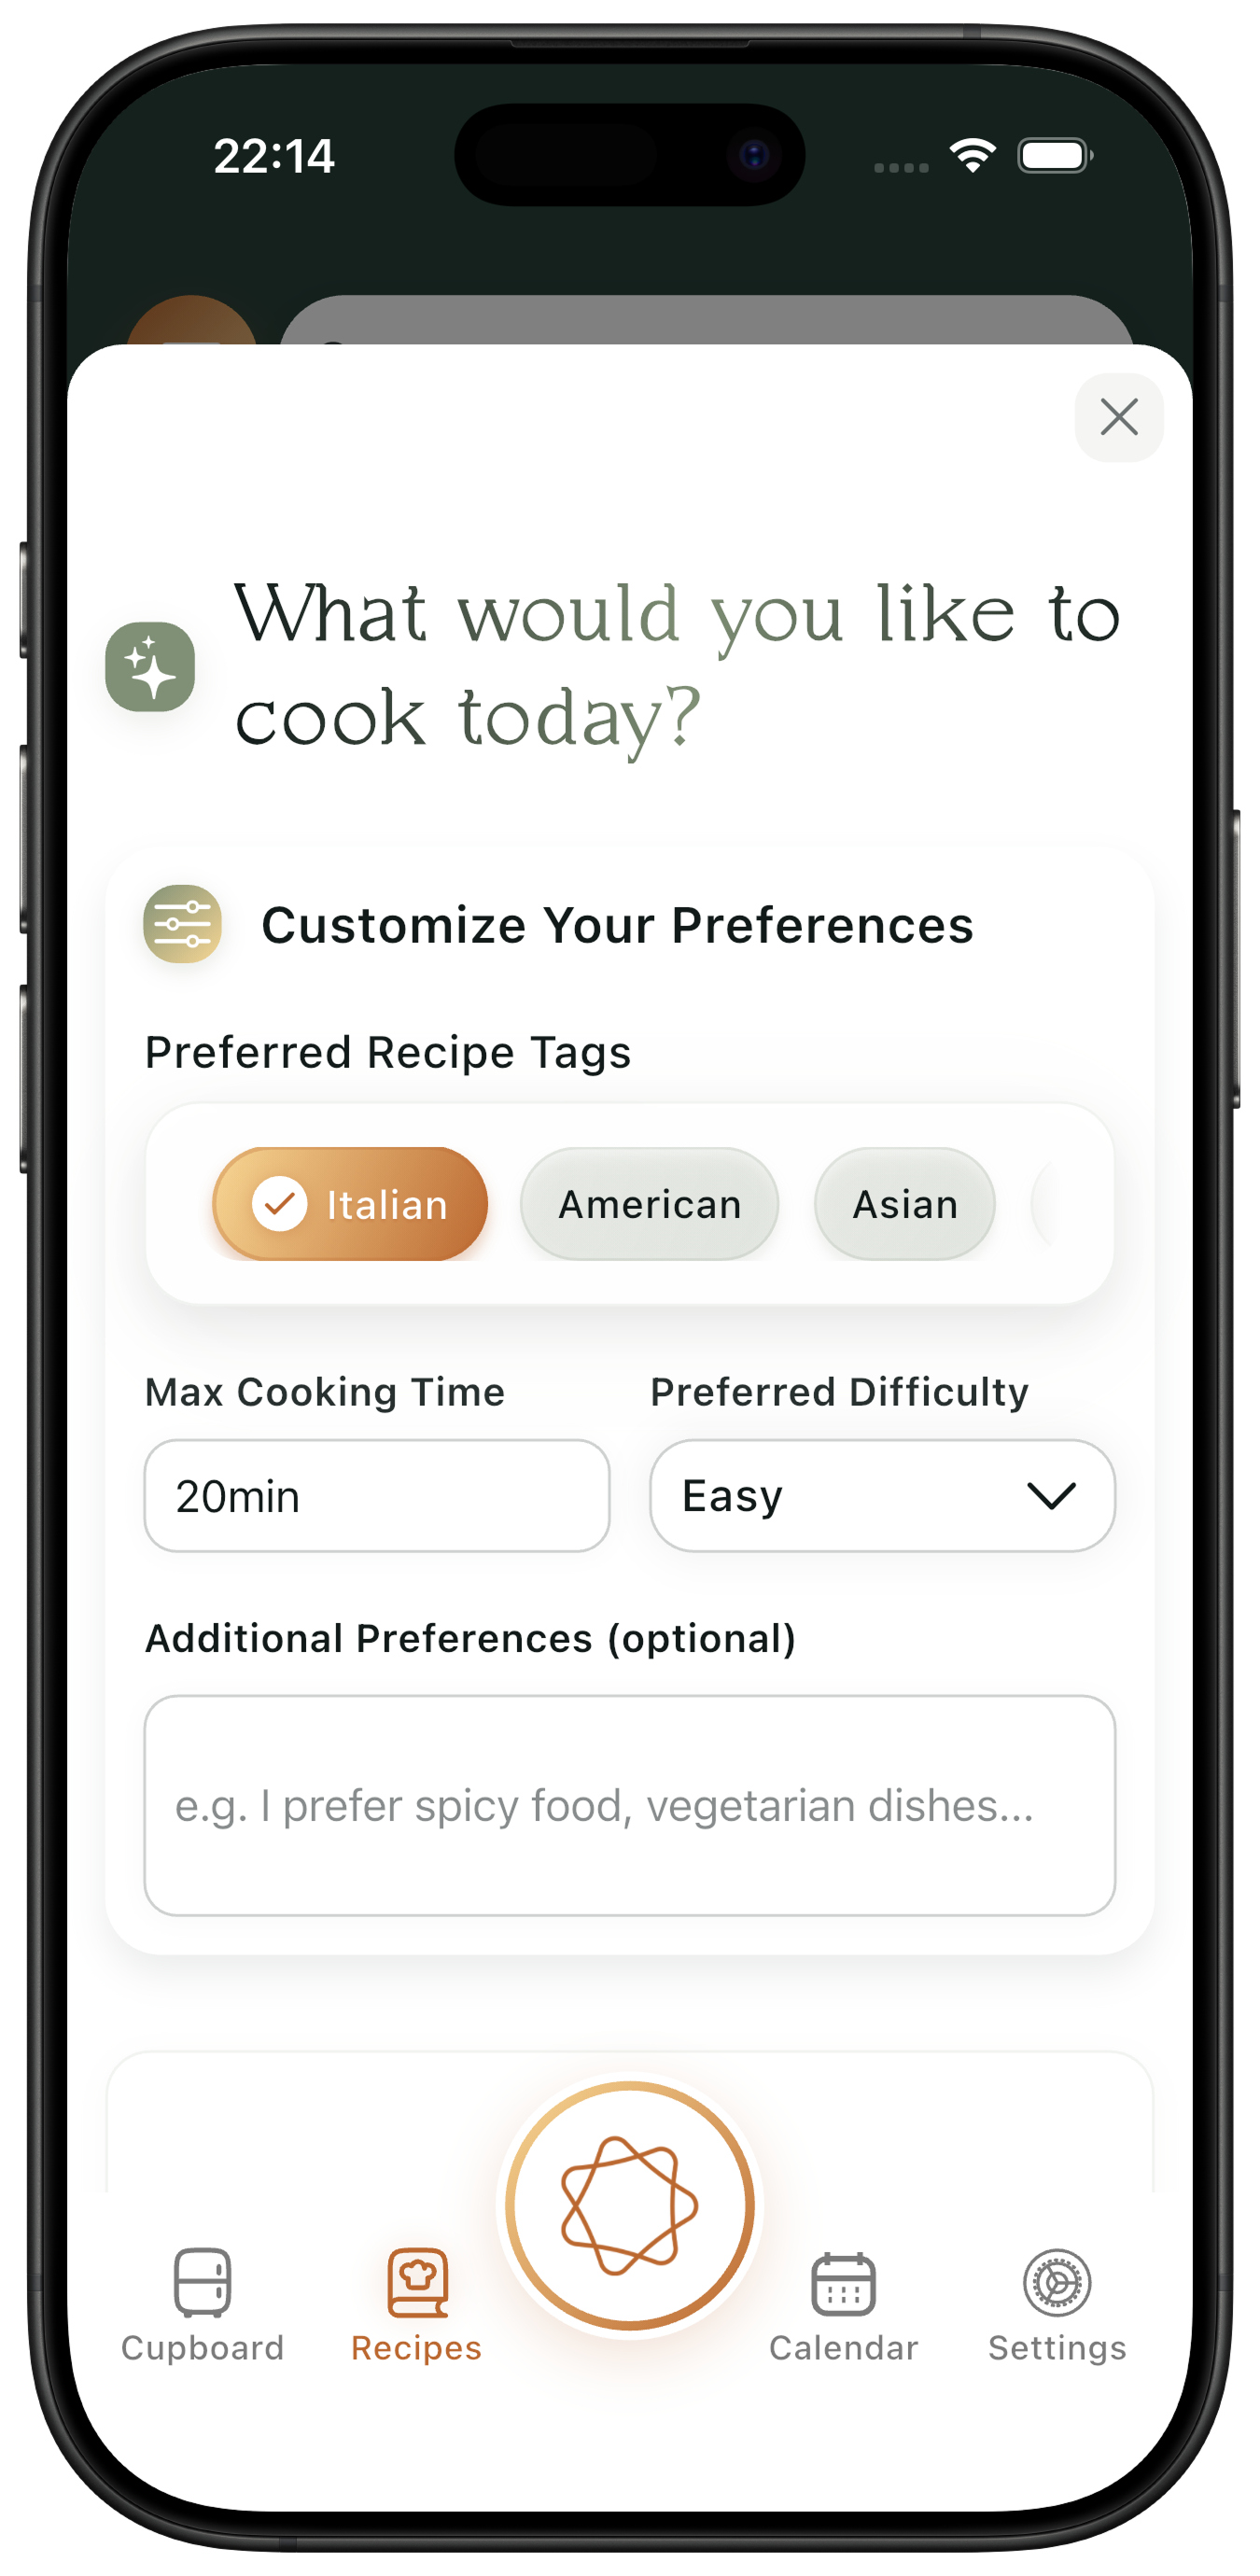 22:14
What would you like to
cook today?
Customize Your Preferences
Preferred Recipe Tags
Italian
American
Asian
Max Cooking Time
Preferred Difficulty
20min
Easy
Additional Preferences (optional)
e.g. I prefer spicy food, vegetarian dishes...
Cupboard
Recipes
Calendar
Settings